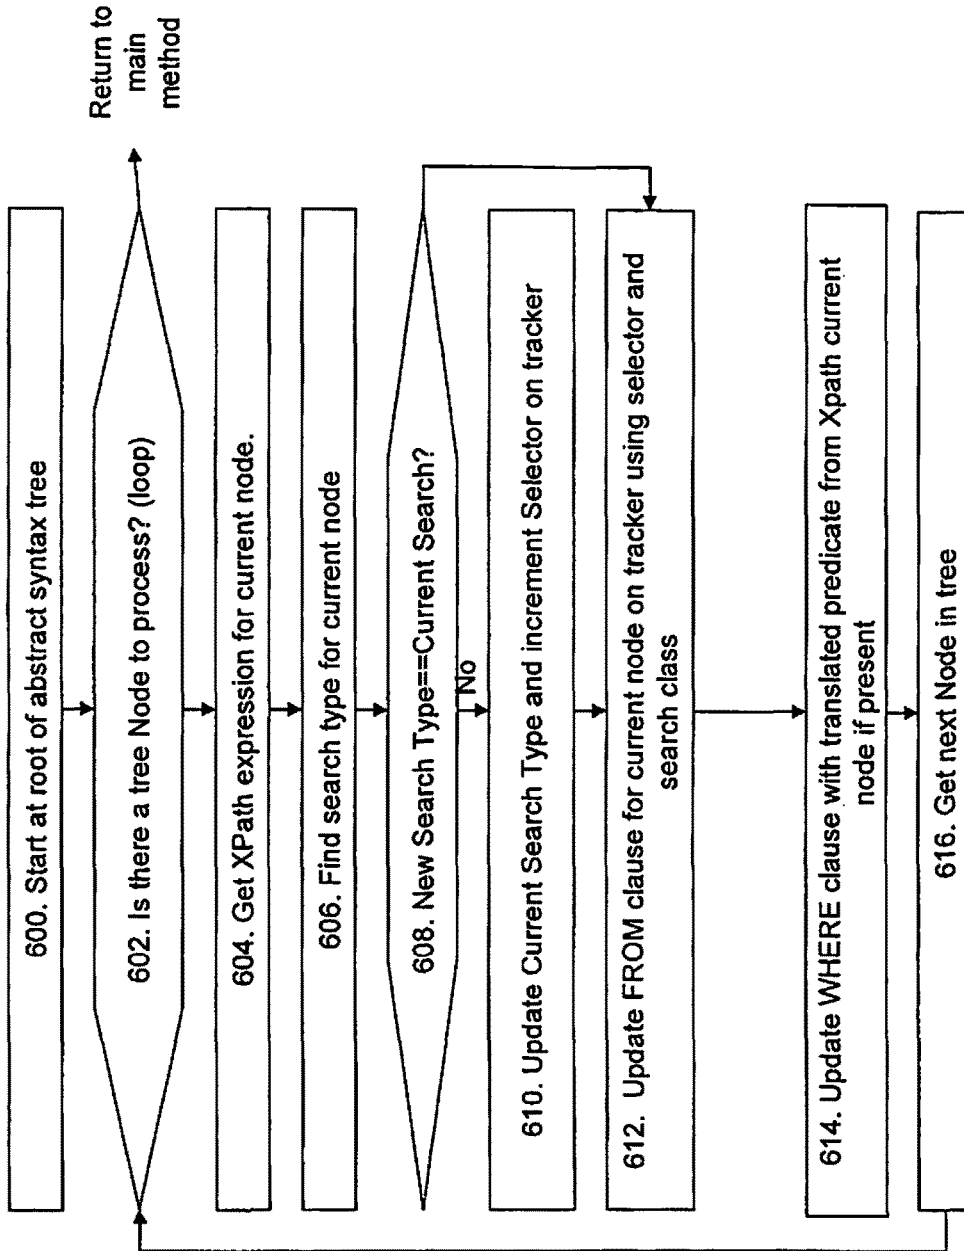 600. Start at root of abstract syntax tree
Return to
main
method
602. Is there a tree Node to process? (loop)
604. Get XPath expression for current node.
606. Find search type for current node
608. New Search Type==Current Search?
No
610. Update Current Search Type and increment Selector on tracker
612. Update FROM clause for current node on tracker using selector and
search class
614. Update WHERE clause with translated predicate from Xpath current
node if present
616. Get next Node in tree